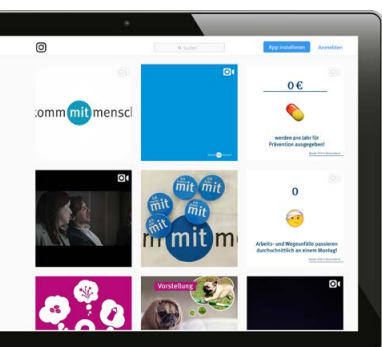 Suchen
App installieren
Anmelden
komm mit mensch
0 €
werden pro Jahr für
Prävention ausgegeben!
mit
mit
mit
mit
mit
m mit m
0
Arbeits- und Wegeunfälle passieren
durchschnittlich an einem Montag!
Vorstellung